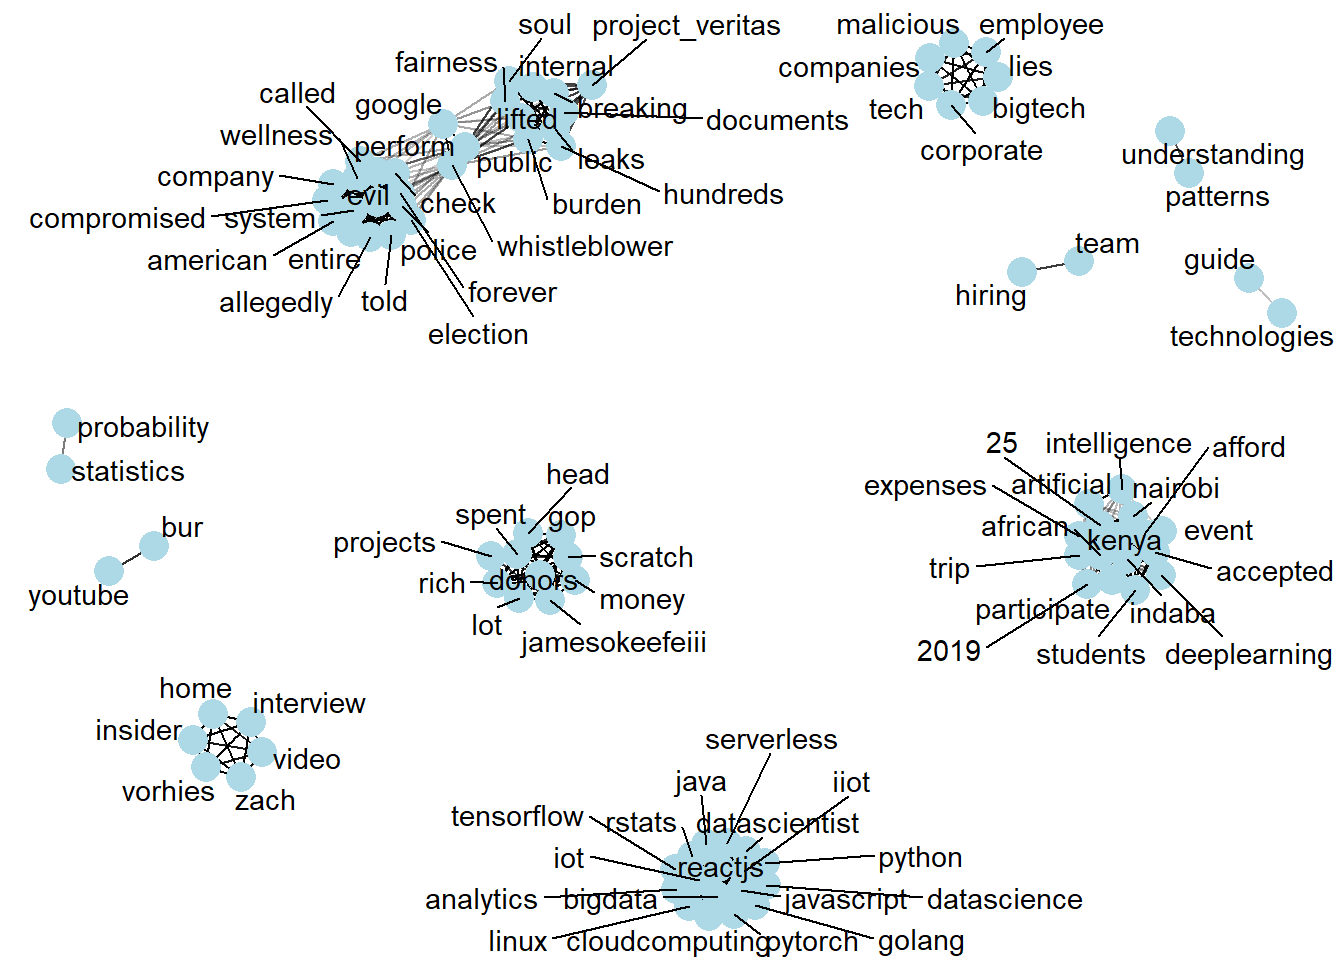 soul
project_veritas
fairness
internal
called
google
lifted
breaking
documents
wellness
perform
public
leaks
company
evil
check
burden
hundreds
compromised
system
whistleblower
american
entire
police
allegedly
told
forever
election
malicious
employee
companies
lies
tech
bigtech
corporate
understanding
patterns
team
hiring
guide
technologies
probability
statistics
bur
youtube
head
spent
gop
projects
scratch
rich
donors
money
lot
jamesokeefeiii
25
intelligence
afford
expenses
artificial
nairobi
african
kenya
event
trip
accepted
participate
indaba
2019
students
deeplearning
home
interview
insider
video
vorhies
zach
serverless
java
iiot
tensorflow
rstats
datascientist
iot
reactjs
python
analytics
bigdata
javascript
datascience
linux
cloudcomputing
pytorch
golang